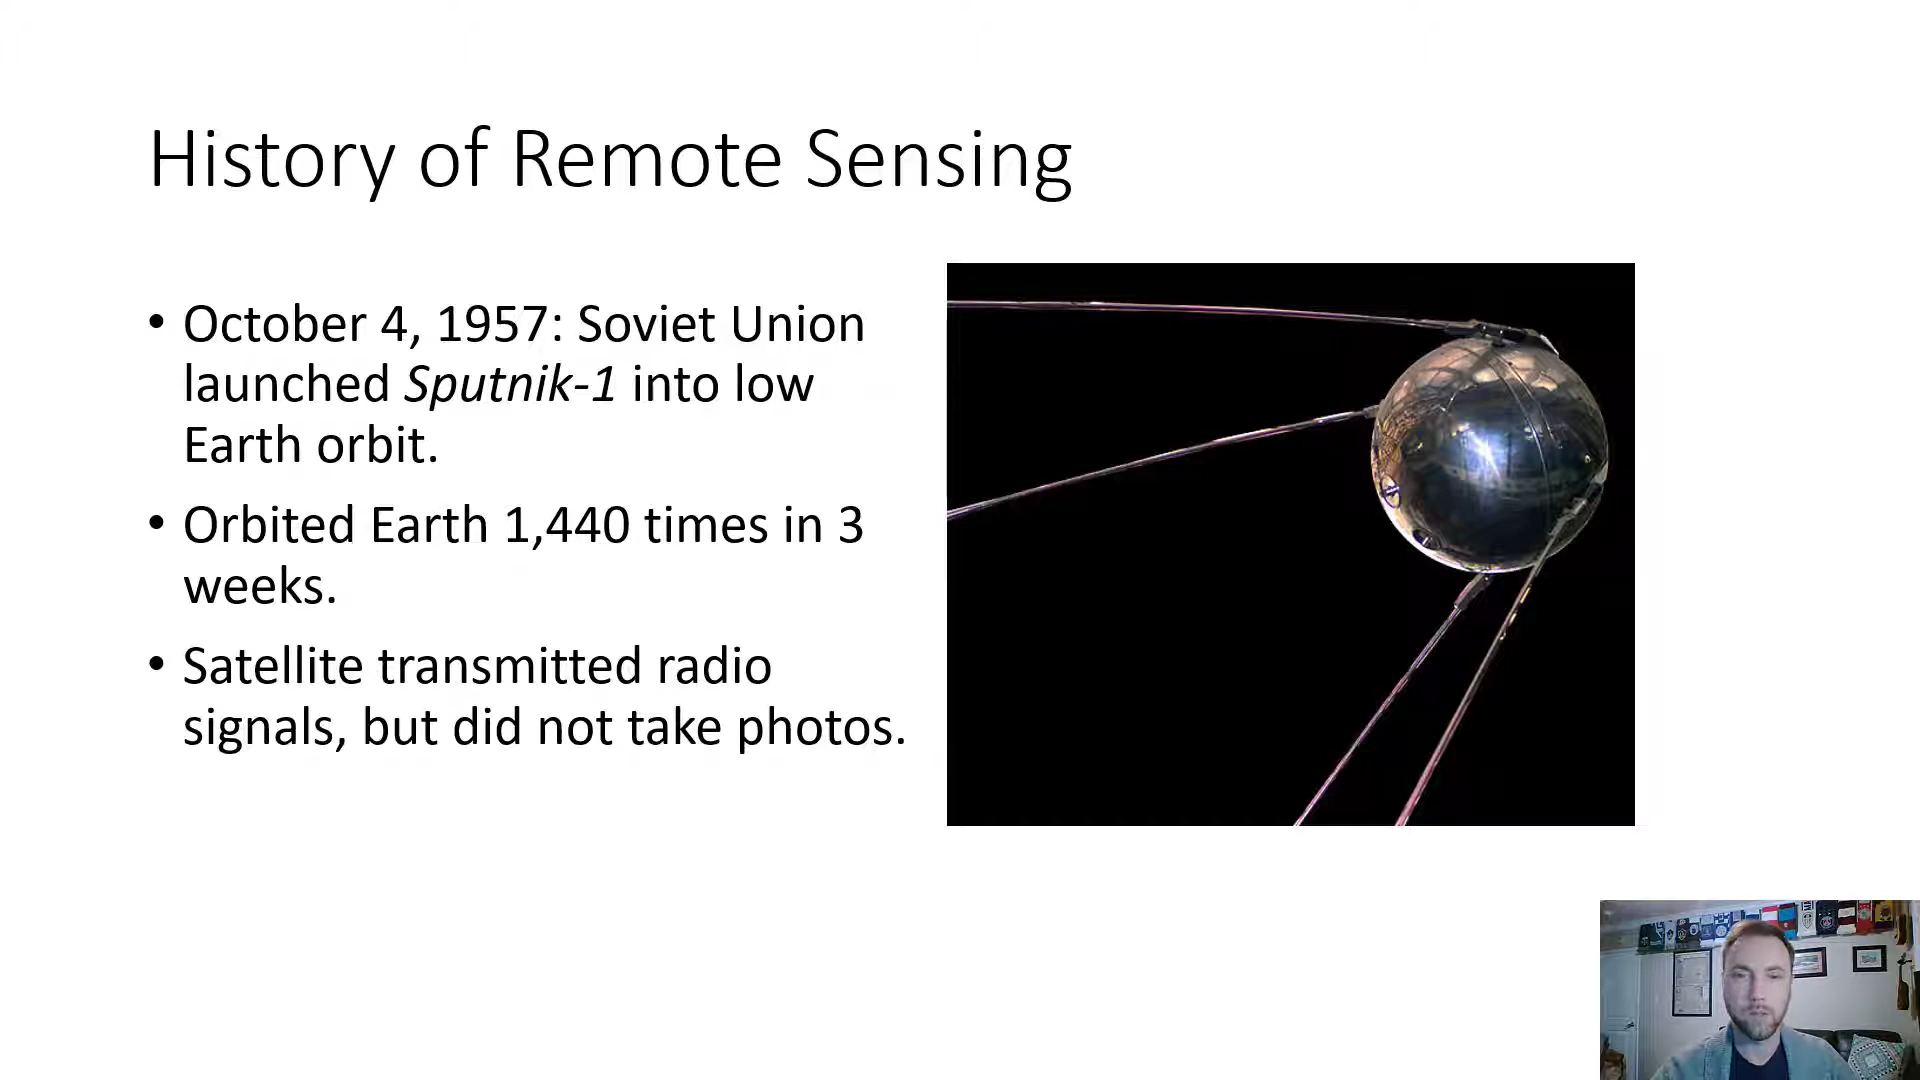 History of Remote Sensing
• October 4, 1957: Soviet Union
launched Sputnik-1 into low
Earth orbit.
• Orbited Earth 1,440 times in 3
weeks.
• Satellite transmitted radio
signals, but did not take photos.